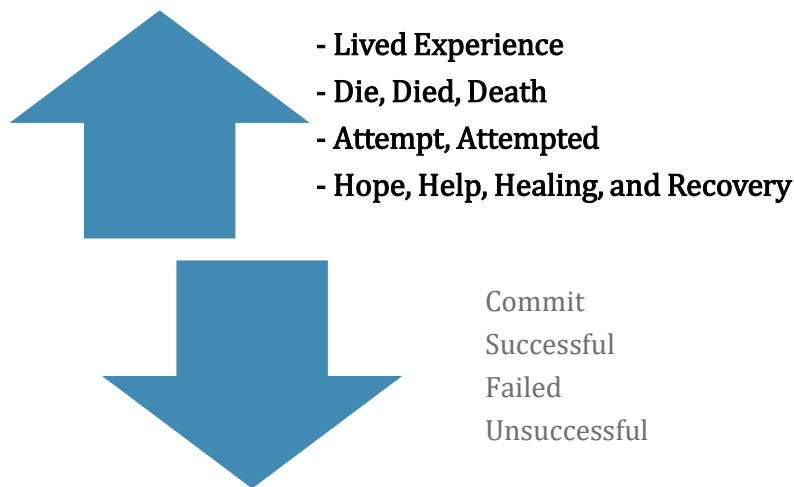 - Lived Experience
- Die, Died, Death
- Attempt, Attempted
- Hope, Help, Healing, and Recovery
Commit
Successful
Failed
Unsuccessful